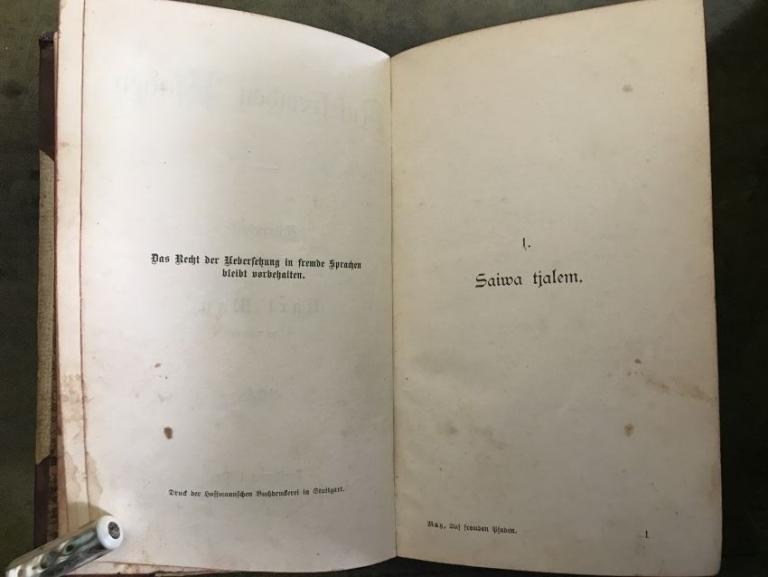 Das Recht der Uebersetzung in fremde Sprachen
bleibt vorbehalten.
Druck der Hoffmannschen Buchdruckerei in Stuttgart.
I.
Saiwa tjalem.
May, Auf fremden Pfaden.
1